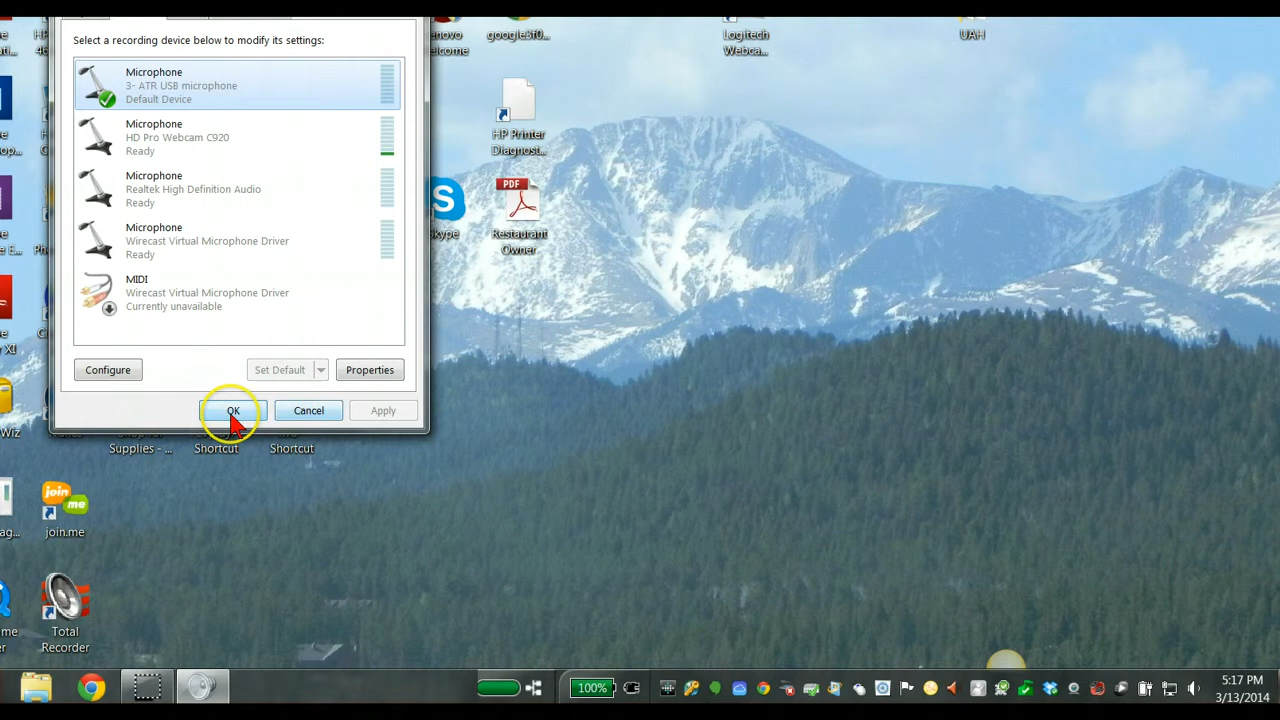 Select a recording device below to modify its settings:
Microphone
3- ATR USB microphone
Default Device
Microphone
HD Pro Webcam C920
Ready
Microphone
Realtek High Definition Audio
Ready
Microphone
Wirecast Virtual Microphone Driver
Ready
MIDI
Wirecast Virtual Microphone Driver
Currently unavailable
Configure
Set Default
Properties
OK
Cancel
Apply
google3f0...
Logitech
Webca...
UAH
HP Printer
Diagnost...
PDF
Restaurant
Owner
Supplies - ...
Shortcut
Shortcut
join
me
join.me
Total
Recorder
100%
5:17 PM
3/13/2014